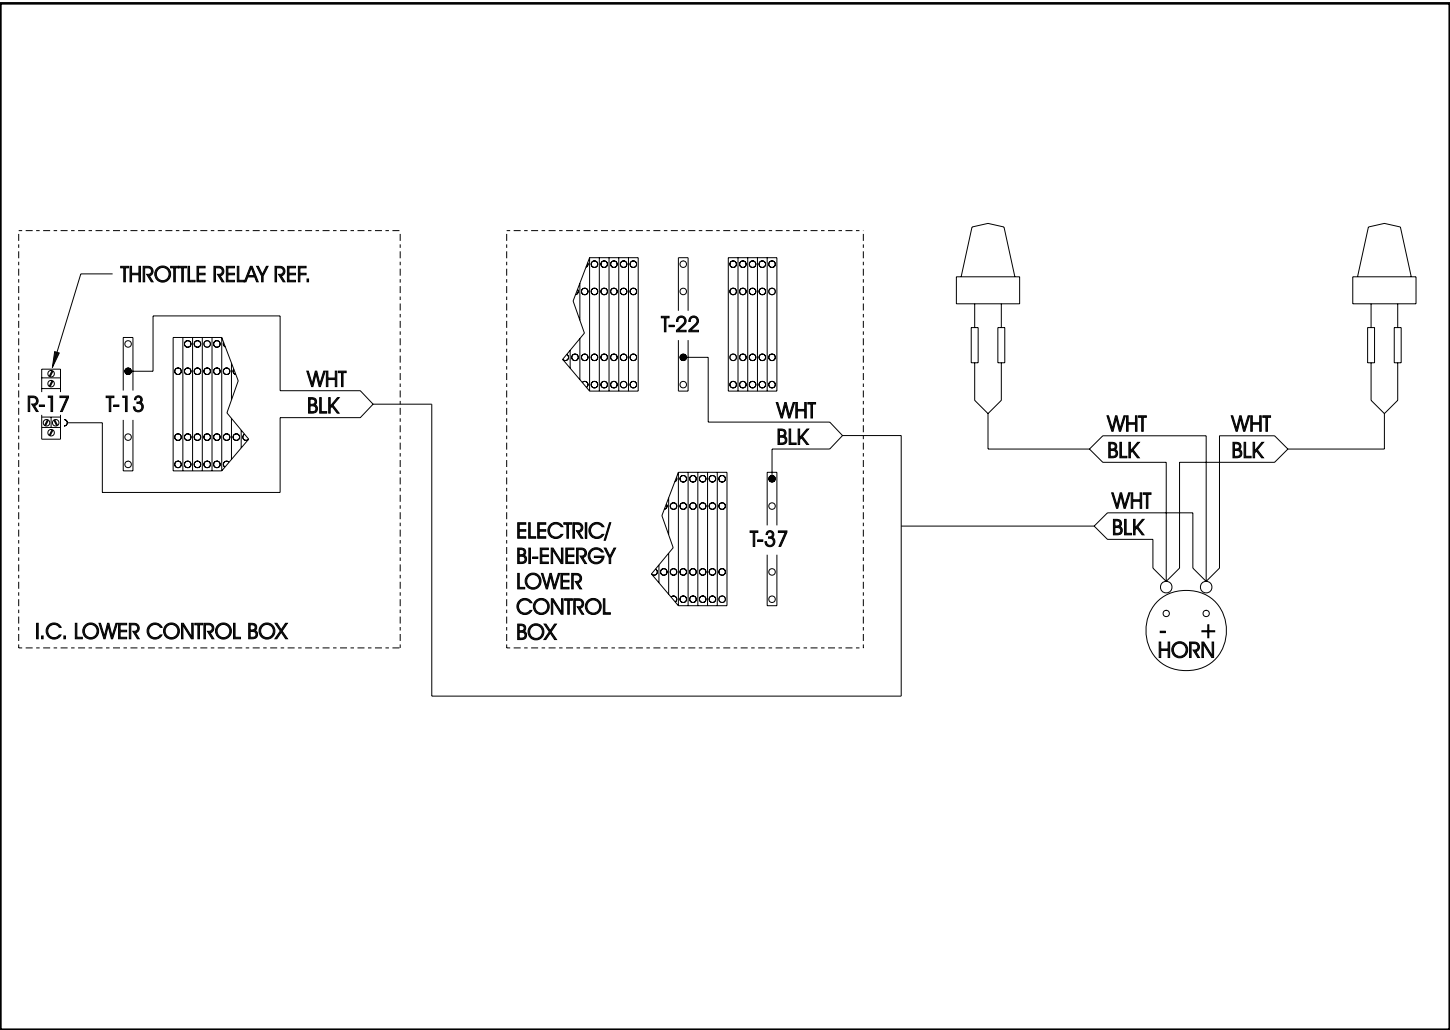 THROTTLE RELAY REF.
R-17
T-13
WHT
BLK
I.C. LOWER CONTROL BOX
T-22
WHT
BLK
T-37
ELECTRIC/
BI-ENERGY
LOWER
CONTROL
BOX
WHT
BLK
WHT
BLK
WHT
BLK
- +
HORN